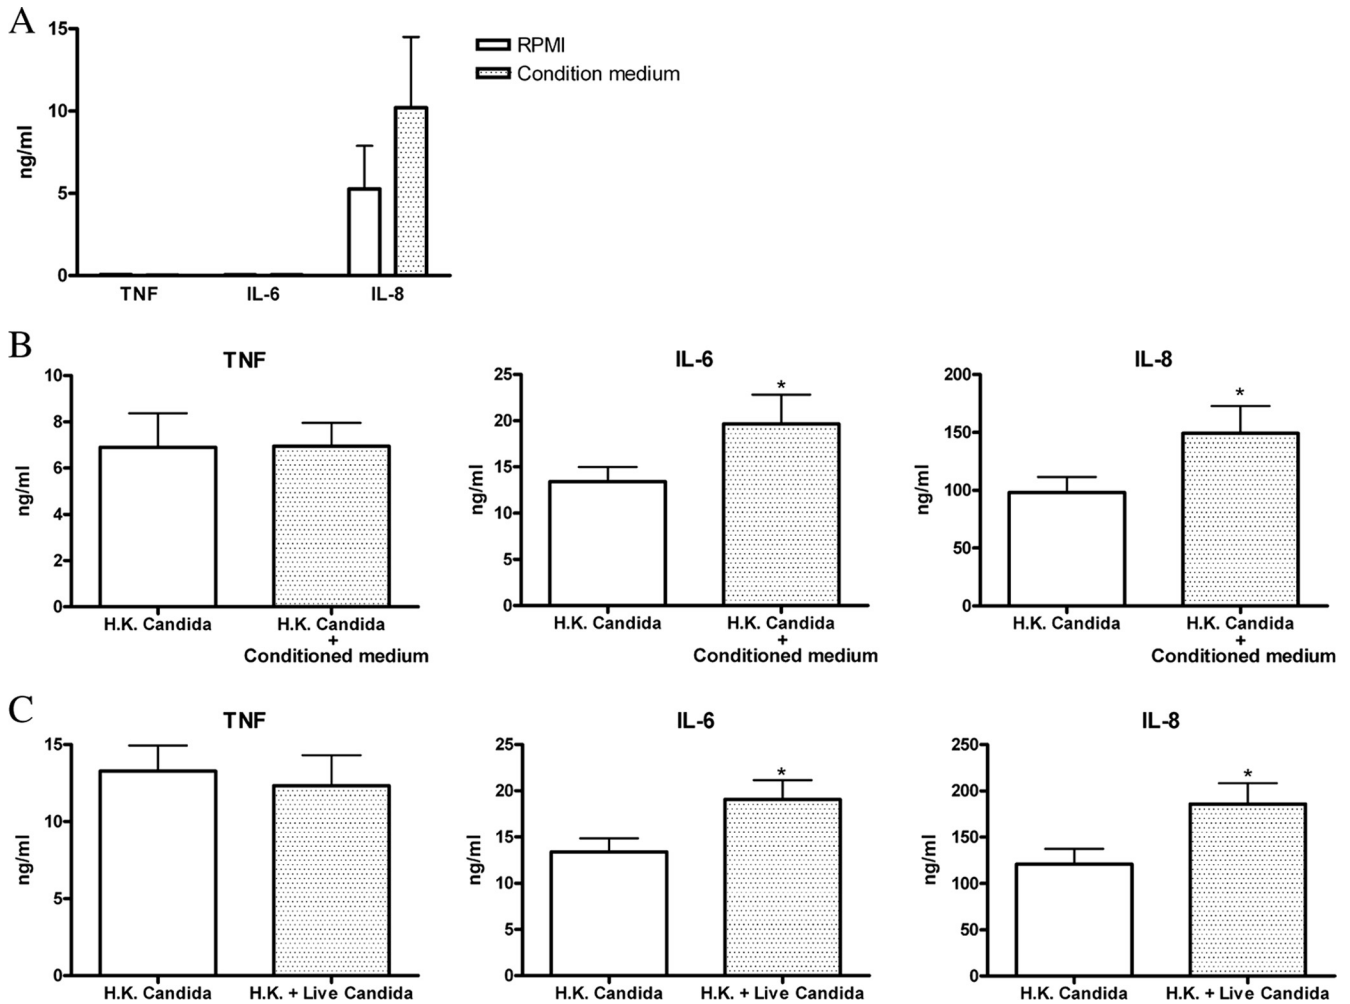 A
15
10
5
0
ng/ml
TNF
IL-6
IL-8
RPMI
Condition medium
B
TNF
10
8
6
4
2
0
ng/ml
H.K. Candida
H.K. Candida
+
Conditioned medium
IL-6
25
20
15
10
5
0
ng/ml
*
H.K. Candida
H.K. Candida
+
Conditioned medium
IL-8
200
150
100
50
0
ng/ml
*
H.K. Candida
H.K. Candida
+
Conditioned medium
C
TNF
15
10
5
0
ng/ml
H.K. Candida
H.K. + Live Candida
IL-6
25
20
15
10
5
0
ng/ml
*
H.K. Candida
H.K. + Live Candida
IL-8
250
200
150
100
50
0
ng/ml
*
H.K. Candida
H.K. + Live Candida